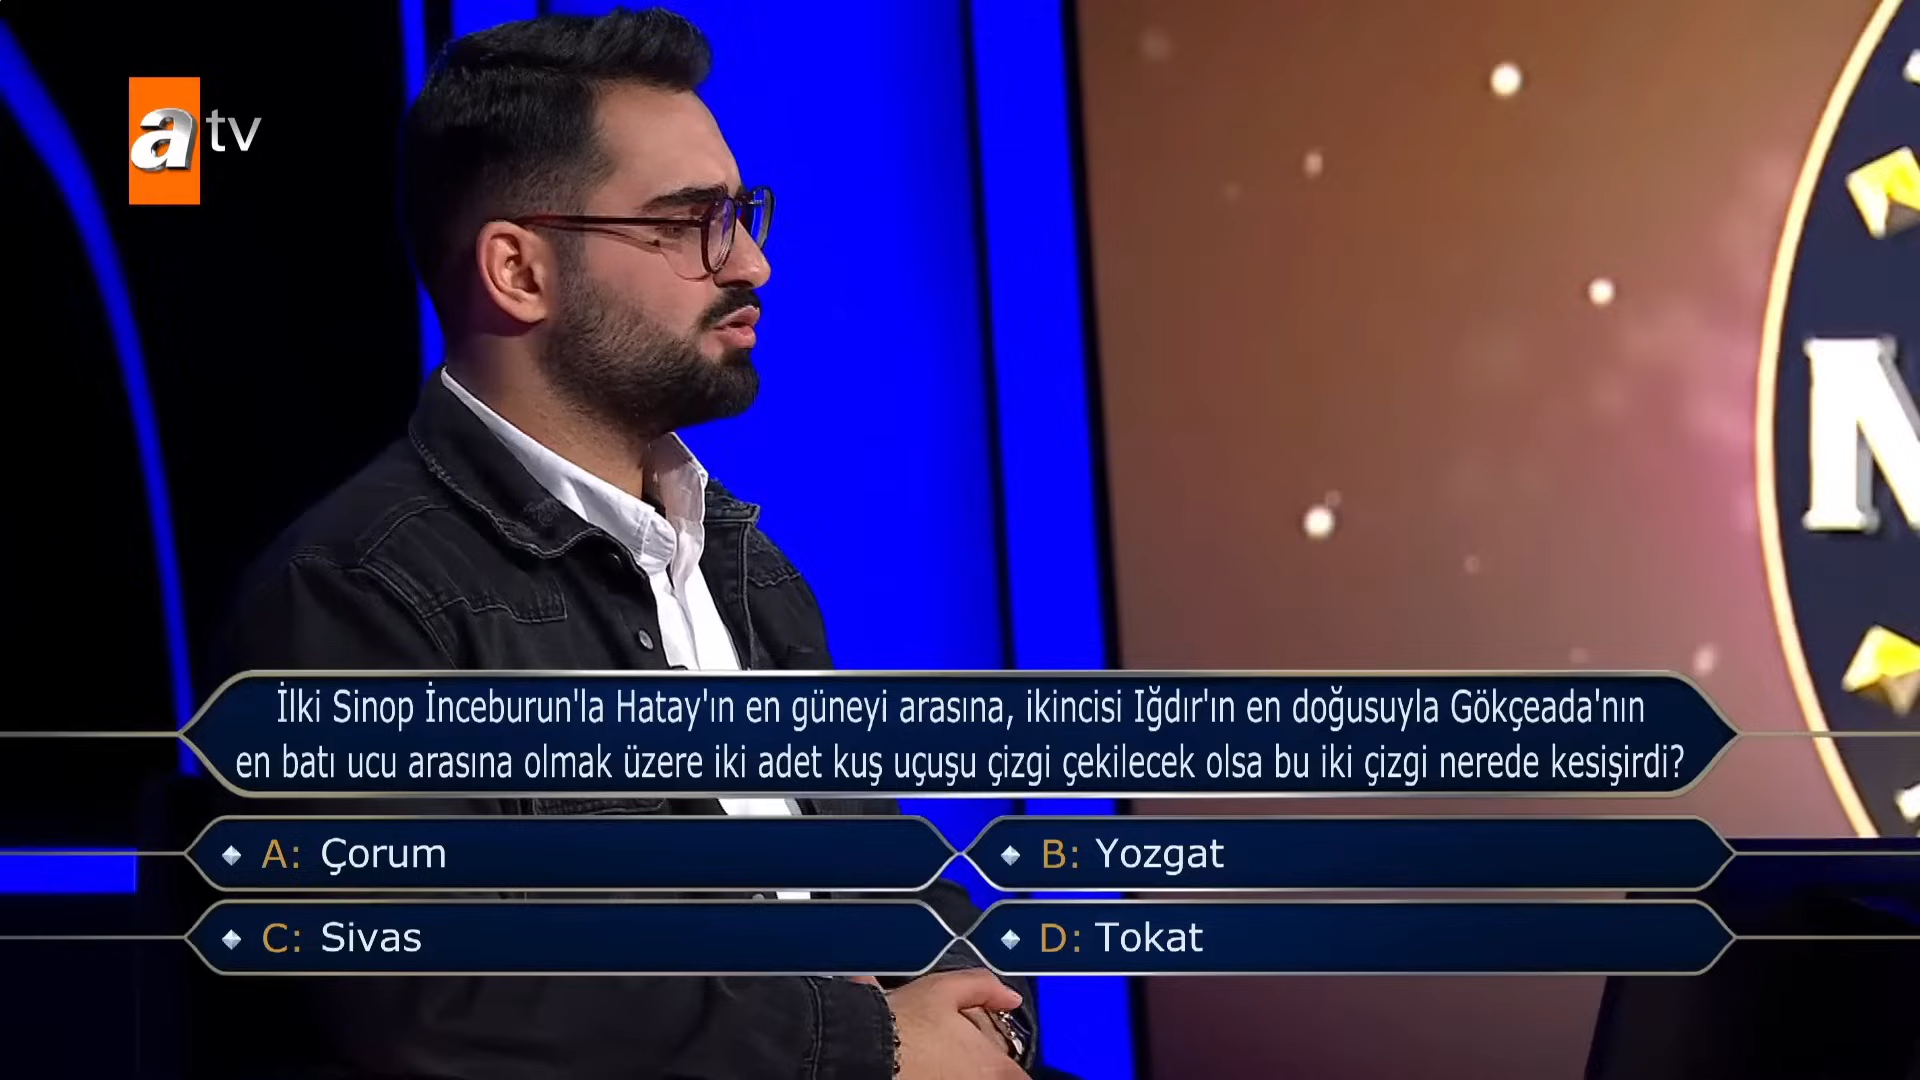 atv
M
İlki Sinop İnceburun'la Hatay'ın en güneyi arasına, ikincisi Iğdır'ın en doğusuyla Gökçeada'nın
en batı ucu arasına olmak üzere iki adet kuş uçuşu çizgi çekilecek olsa bu iki çizgi nerede kesişirdi?
A: Çorum
B: Yozgat
C: Sivas
D: Tokat